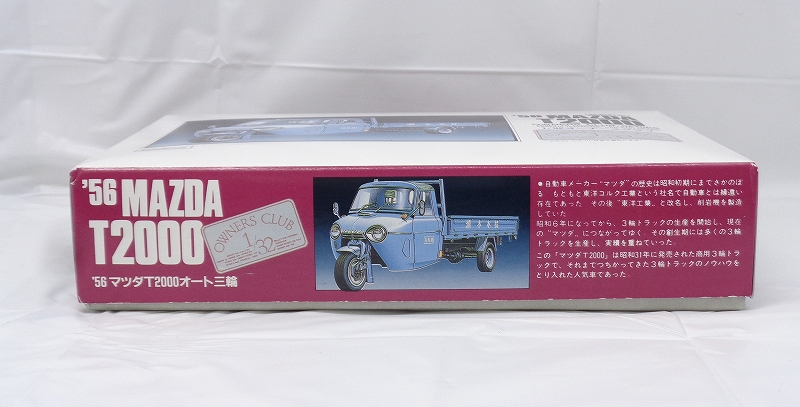 '56 MAZDA
T2000
'56 MAZDA
T2000
OWNERS CLUB
1/32
'56 マツダT2000オート三輪
●自動車メーカー“マツダ”の歴史は昭和初期にまでさかのぼ
る。もともと東洋コルク工業という社名で自動車とは縁遠い
存在であった。その後“東洋工業”と改名し、削岩機を製造
していた
昭和6年になってから、3輪トラックの生産を開始し、現在
の“マツダ”につながってゆく。その創生期には多くの3輪
トラックを生産し、実績を重ねていった。
この「マツダT2000」は昭和31年に発売された商用3輪トラ
ックで、それまでつちかってきた3輪トラックのノウハウを
とり入れた人気車であった。